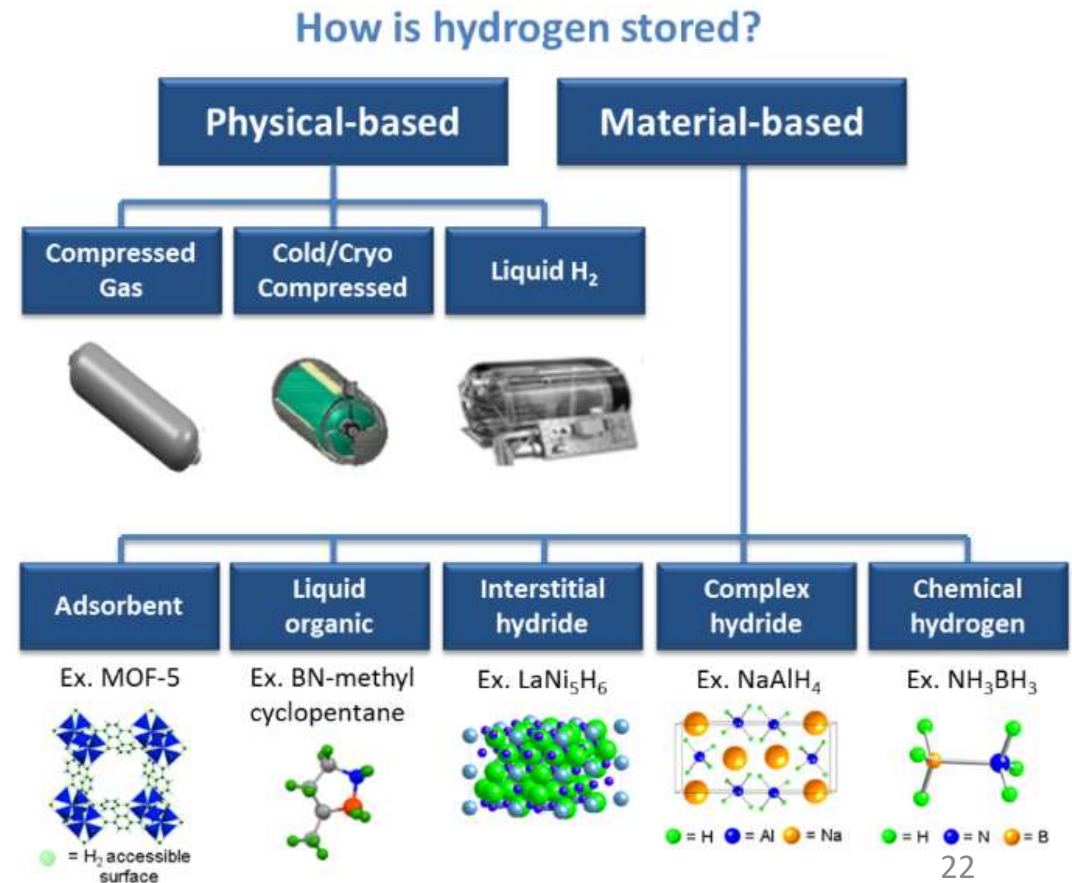 How is hydrogen stored?
Physical-based
Material-based
Compressed
Gas
Cold/Cryo
Compressed
Liquid H₂
Adsorbent
Liquid
organic
Interstitial
hydride
Complex
hydride
Chemical
hydrogen
Ex. MOF-5
Ex. BN-methyl
cyclopentane
Ex. LaNi₅H₆
Ex. NaAlH₄
Ex. NH₃BH₃
= H₂ accessible
surface
= H = Al = Na
= H = N = B
22